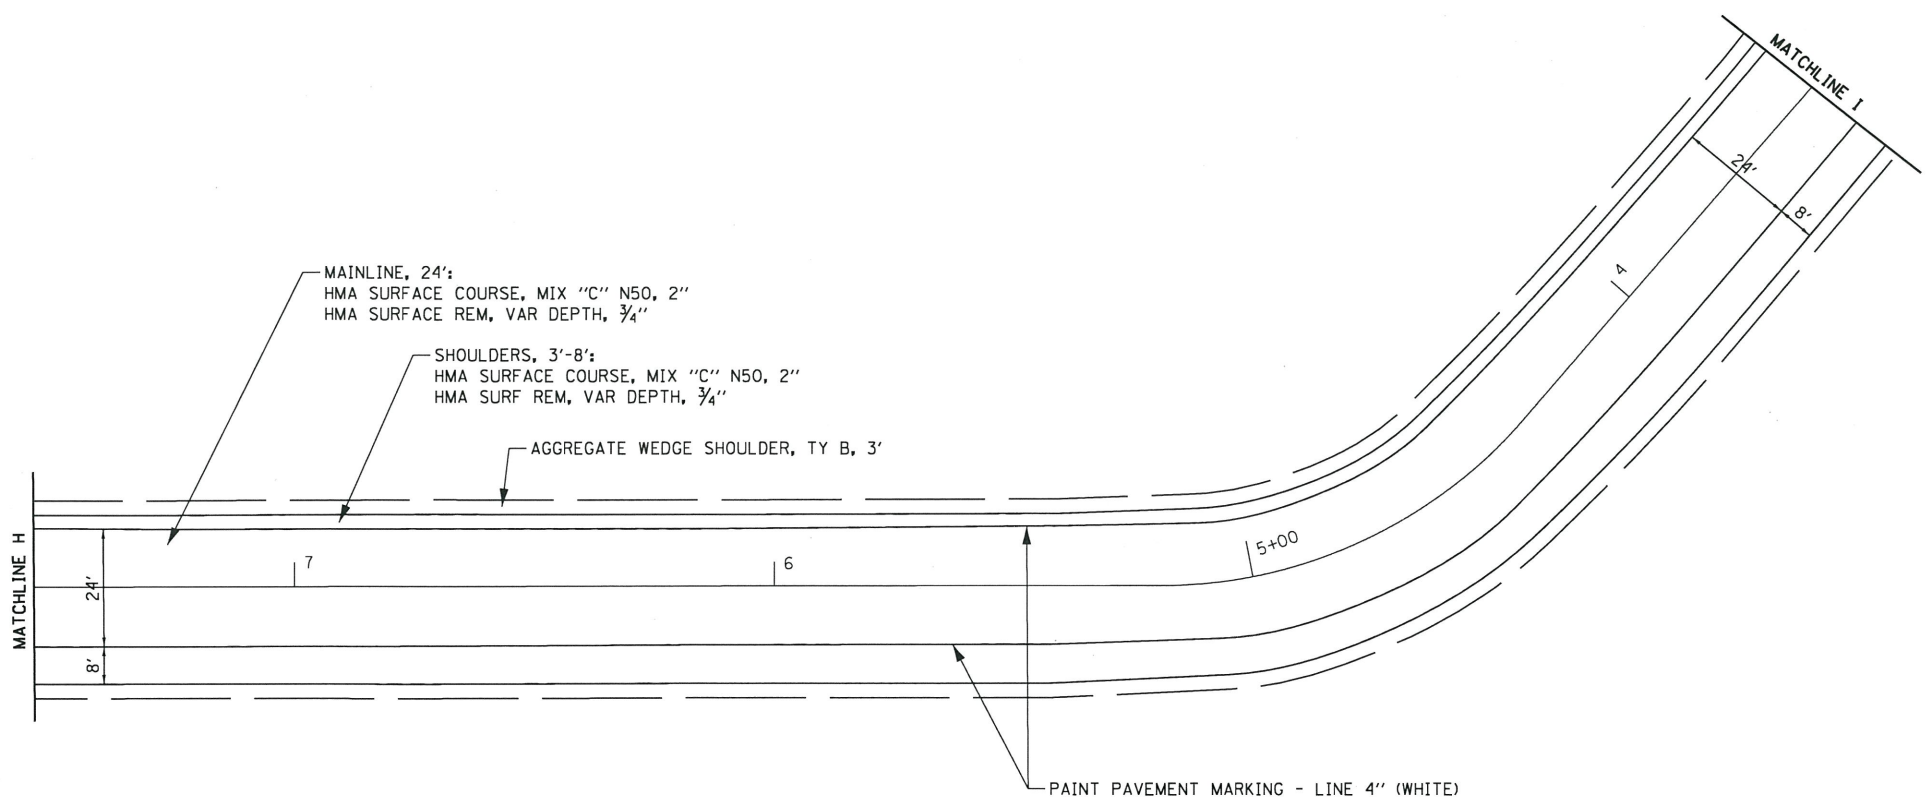 MATCHLINE I
24'
8'
4
MAINLINE, 24':
HMA SURFACE COURSE, MIX "C" N50, 2"
HMA SURFACE REM, VAR DEPTH, ¾"
SHOULDERS, 3'-8':
HMA SURFACE COURSE, MIX "C" N50, 2"
HMA SURF REM, VAR DEPTH, ¾"
AGGREGATE WEDGE SHOULDER, TY B, 3'
MATCHLINE H
24'
8'
7
6
5+00
PAINT PAVEMENT MARKING - LINE 4" (WHITE)